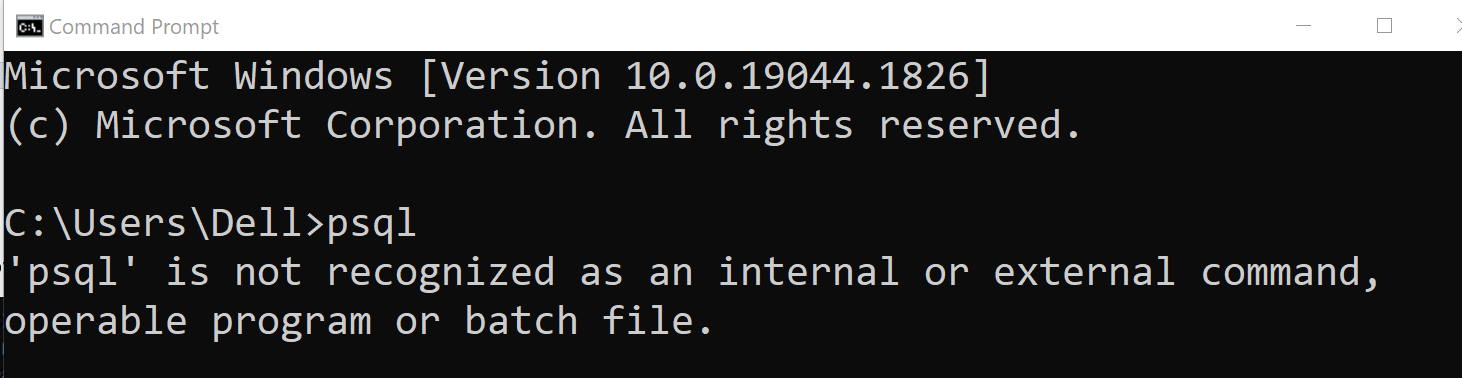 Command Prompt
Microsoft Windows [Version 10.0.19044.1826]
(c) Microsoft Corporation. All rights reserved.
C:\Users\Dell>psql
'psql' is not recognized as an internal or external command,
operable program or batch file.